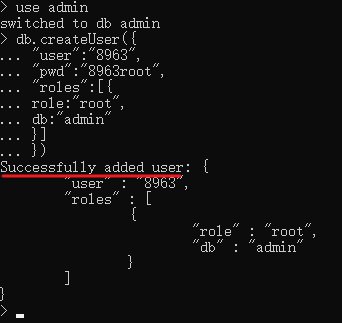 > use admin
switched to db admin
> db.createUser({
... "user":"8963",
... "pwd":"8963root",
... "roles":[{
... role:"root",
... db:"admin"
... }]
... })
Successfully added user: {
"user" : "8963",
"roles" : [
{
"role" : "root",
"db" : "admin"
}
]
}
>